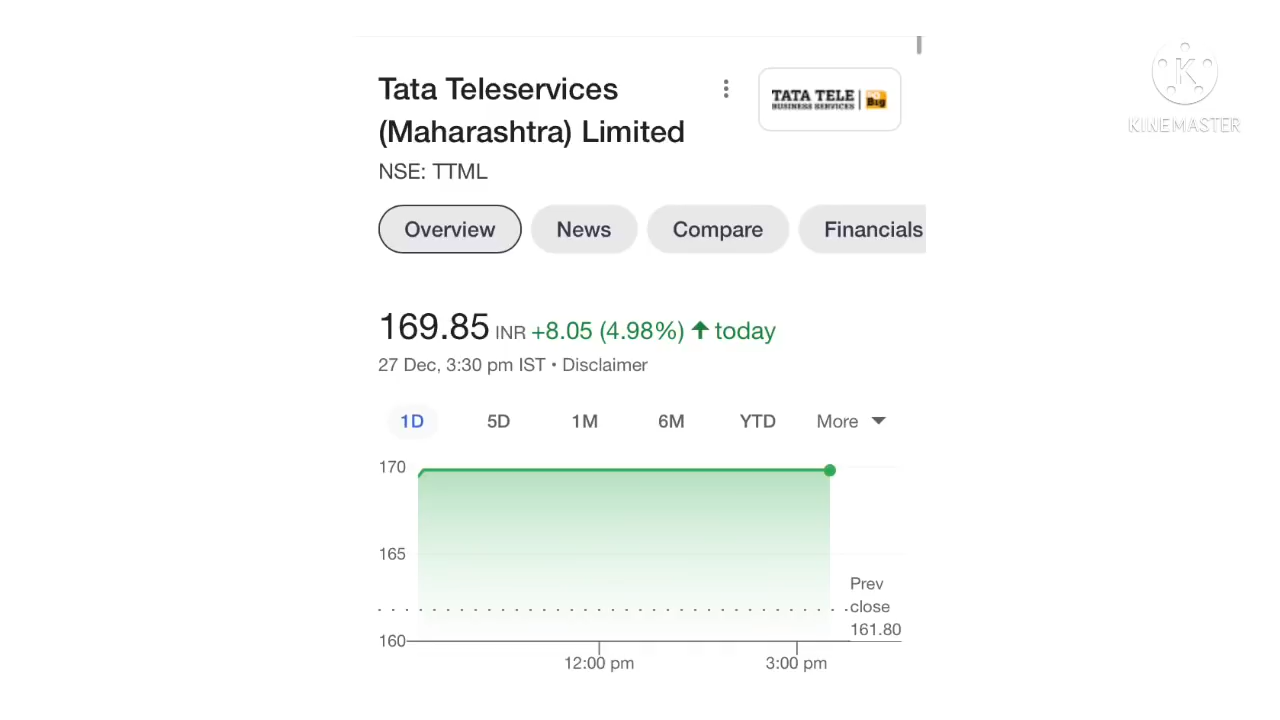 Tata Teleservices
(Maharashtra) Limited
TATA TELE
BUSINESS SERVICES
DO
Big
KINEMASTER
NSE: TTML
Overview News Compare Financials
169.85 INR +8.05 (4.98%) ↑ today
27 Dec, 3:30 pm IST • Disclaimer
1D 5D 1M 6M YTD More
170
165
160
Prev
close
161.80
12:00 pm 3:00 pm